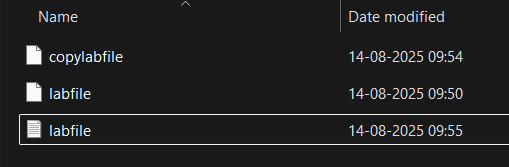 Name Date modified
copylabfile 14-08-2025 09:54
labfile 14-08-2025 09:50
labfile 14-08-2025 09:55